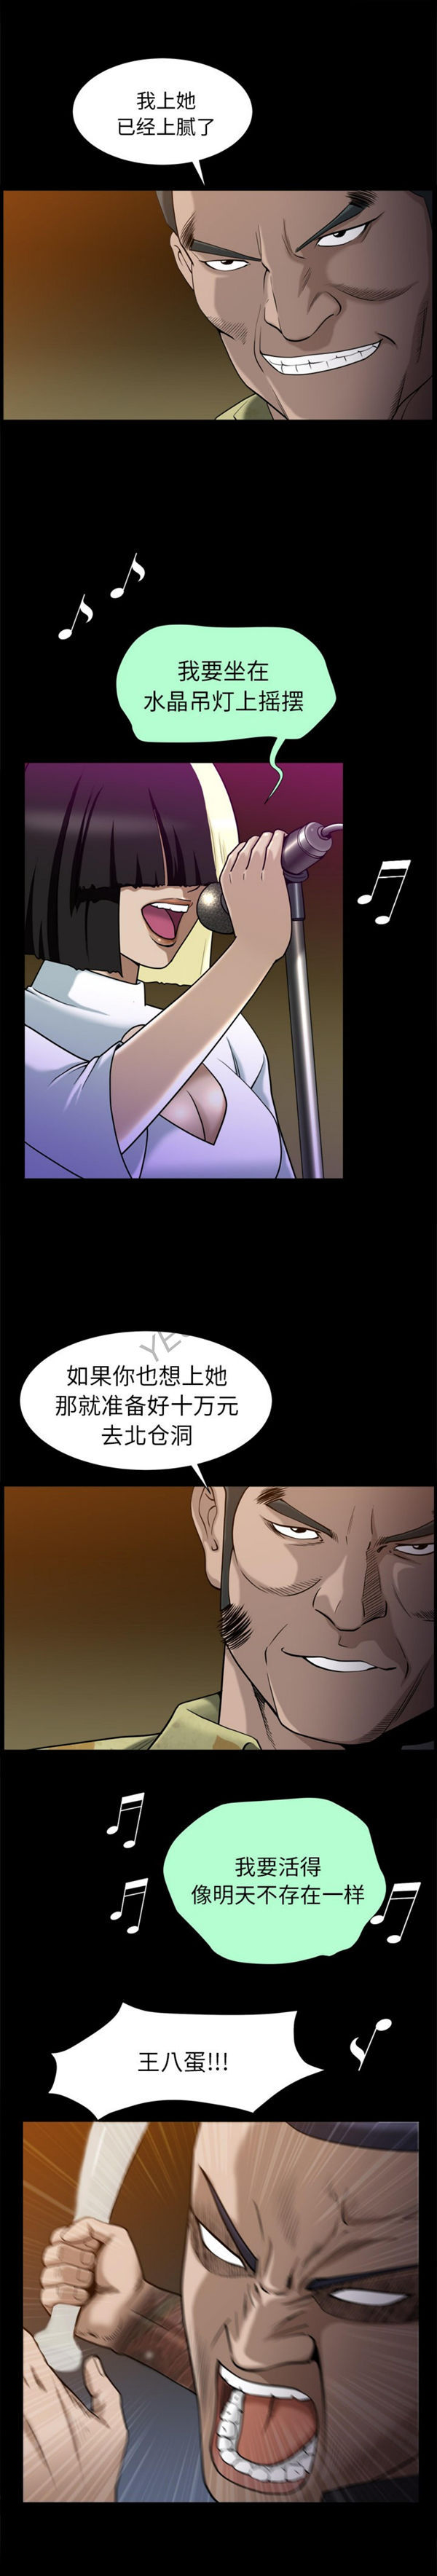 我上她
已经上腻了
我要坐在
水晶吊灯上摇摆
如果你也想上她
那就准备好十万元
去北仓洞
我要活得
像明天不存在一样
王八蛋!!!